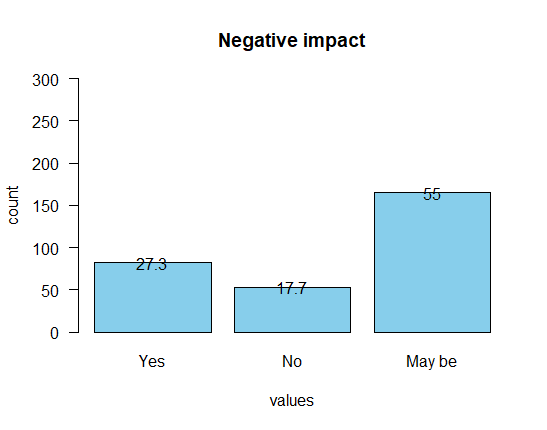 Negative impact
300
250
200
150
100
50
0
count
27.3
17.7
55
Yes No May be
values